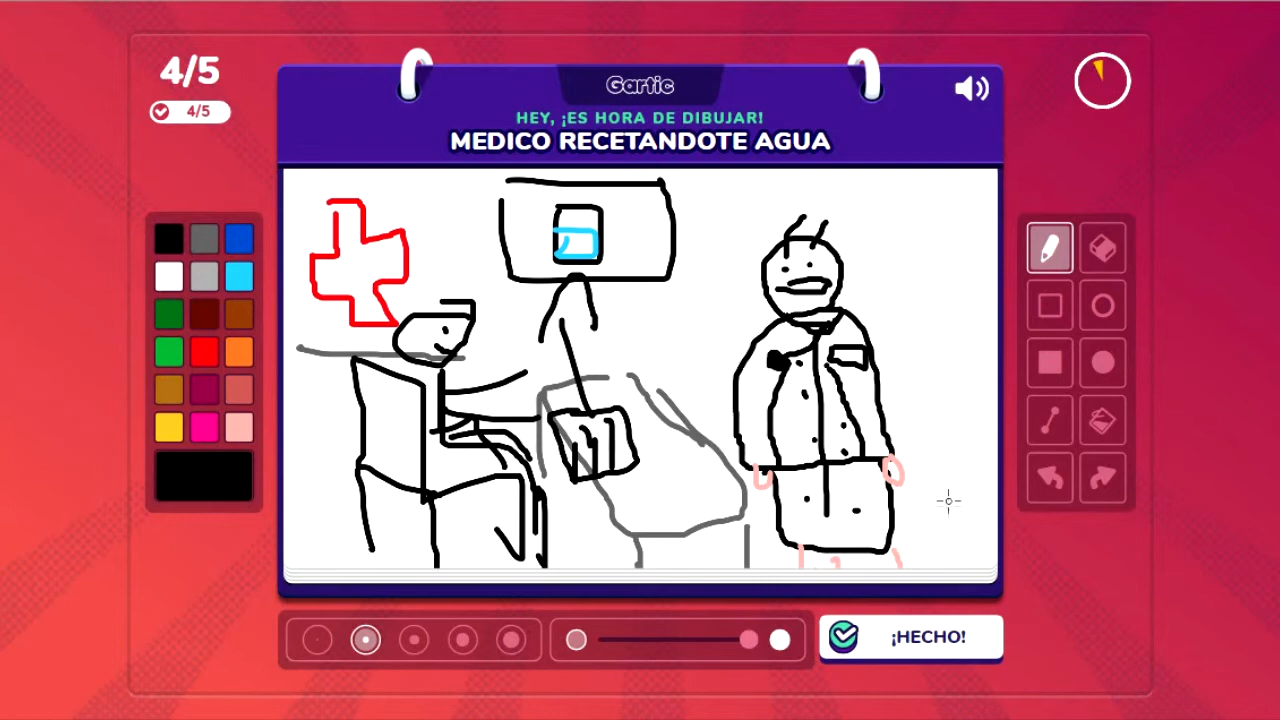 4/5
4/5
Gartic
HEY, ¡ES HORA DE DIBUJAR!
MEDICO RECETANDOTE AGUA
¡HECHO!